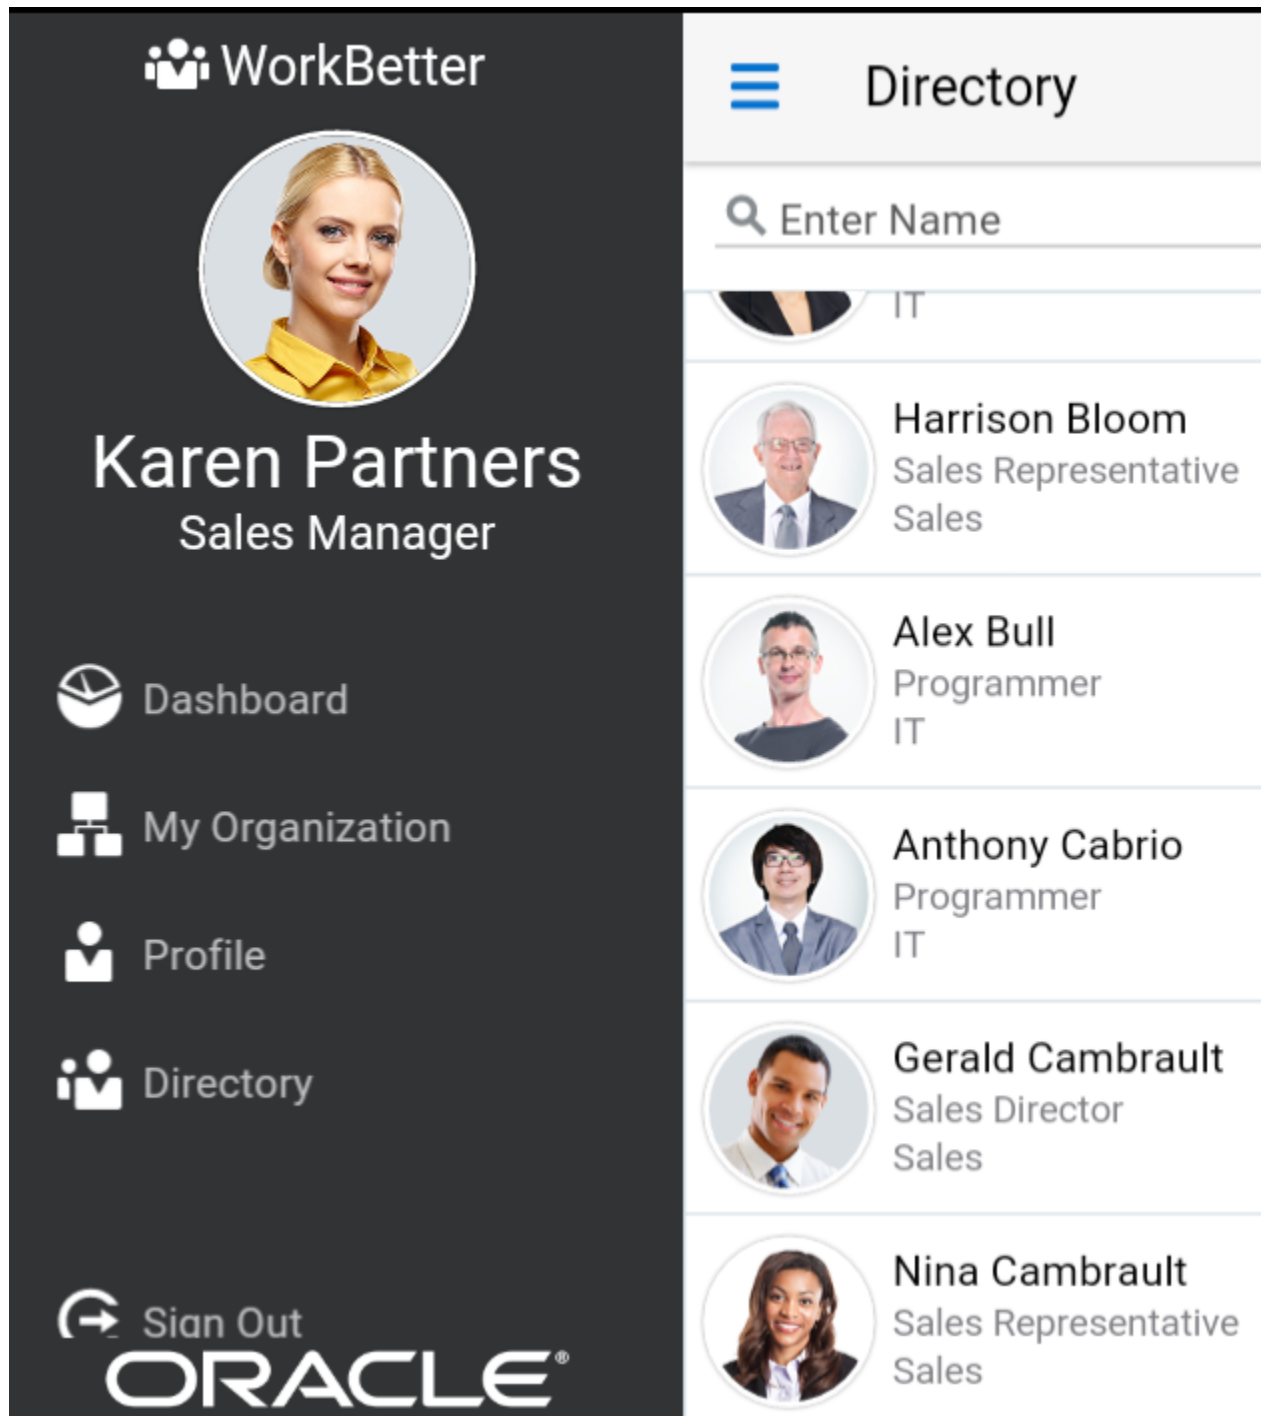 WorkBetter
Karen Partners
Sales Manager
Dashboard
My Organization
Profile
Directory
Sign Out
ORACLE®
Directory
Enter Name
IT
Harrison Bloom
Sales Representative
Sales
Alex Bull
Programmer
IT
Anthony Cabrio
Programmer
IT
Gerald Cambrault
Sales Director
Sales
Nina Cambrault
Sales Representative
Sales